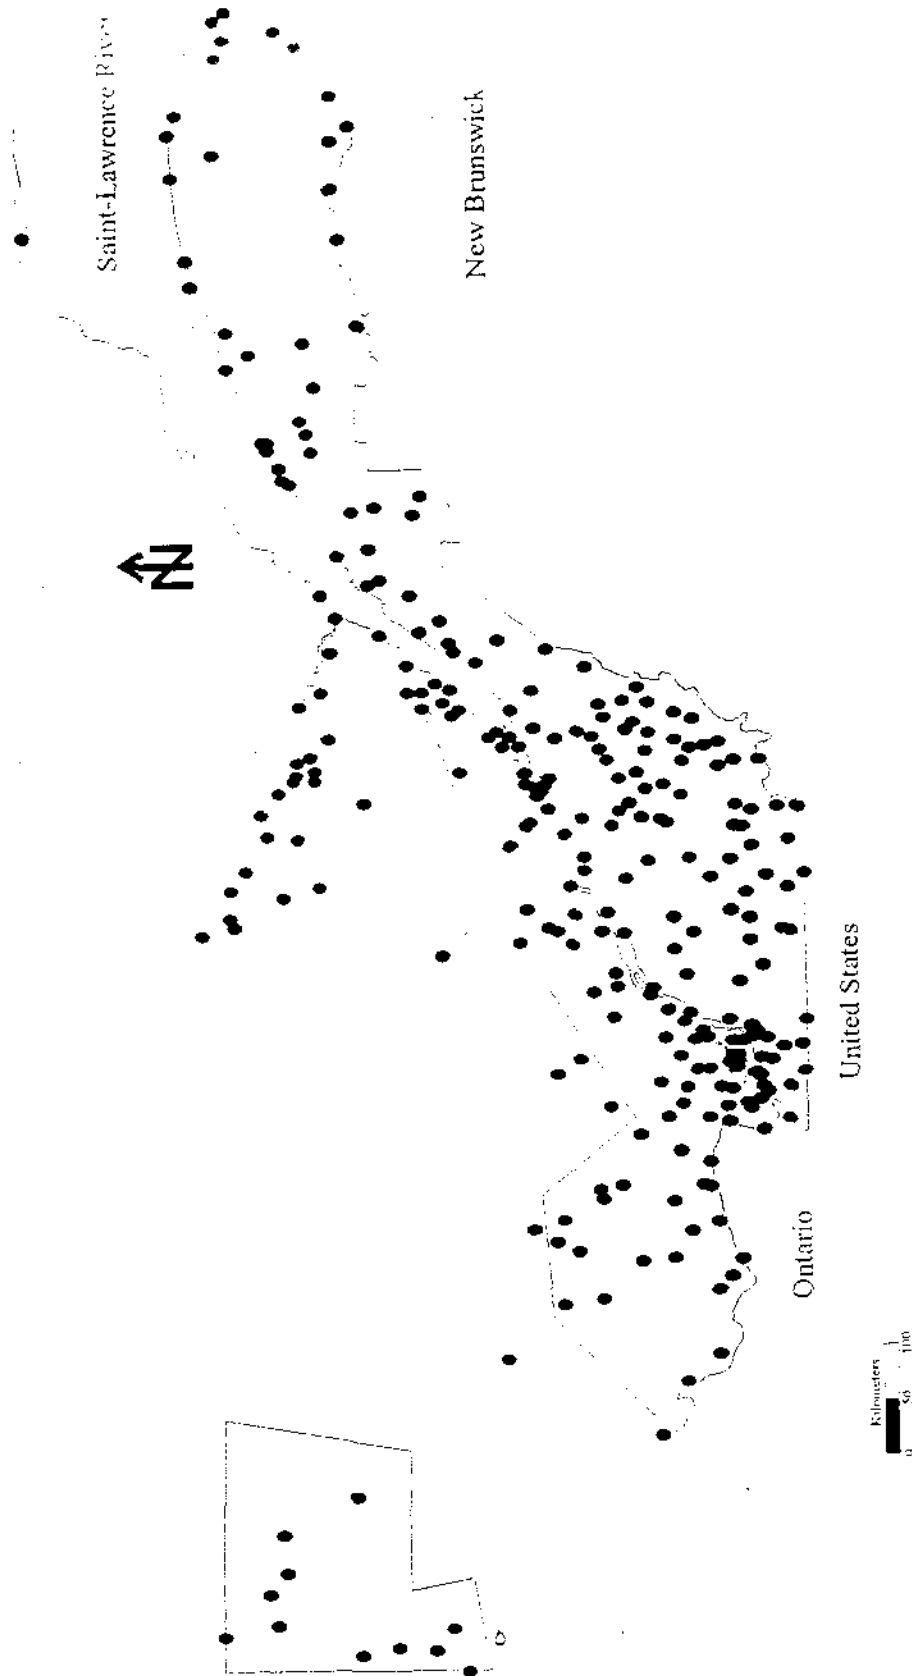 Saint-Lawrence River
New Brunswick
N
United States
Ontario
Kilometers
0 50 100